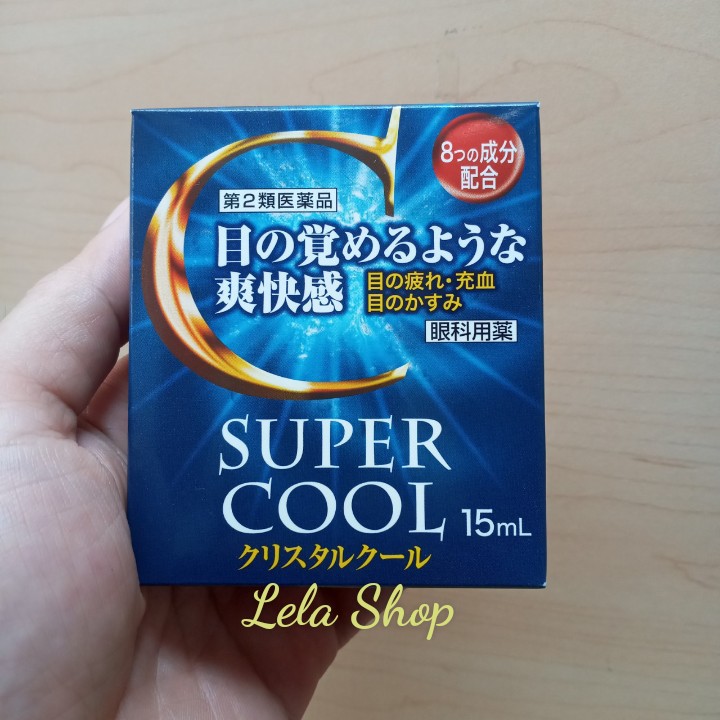 C
8つの成分
配合
第2類医薬品
目の覚めるような
爽快感
目の疲れ・充血
目のかすみ
眼科用薬
SUPER
COOL
15mL
クリスタルクール
Lela Shop